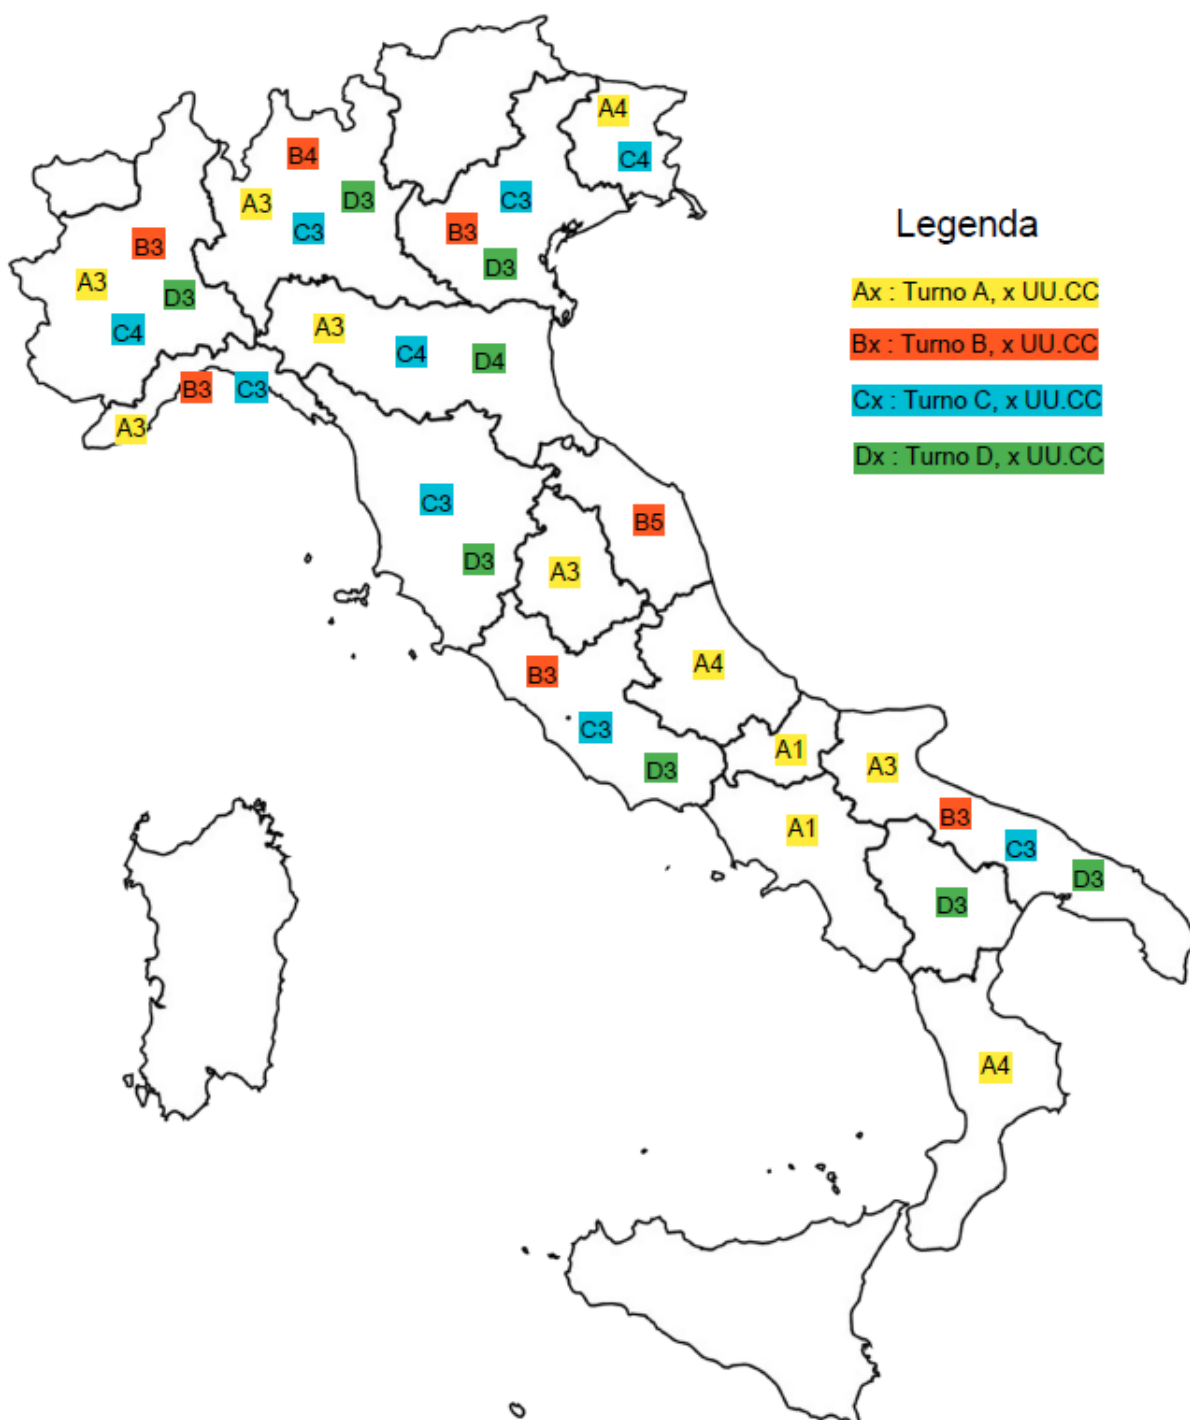 A4
C4
B4
A3
D3
C3
C3
B3
D3
Legenda
B3
A3
D3
C4
Ax : Turno A, x UU.CC
A3
C4
D4
Bx : Turno B, x UU.CC
B3
C3
A3
Cx : Turno C, x UU.CC
Dx : Turno D, x UU.CC
C3
D3
B5
A3
B3
C3
D3
A4
A1
A3
A1
B3
C3
D3
D3
A4